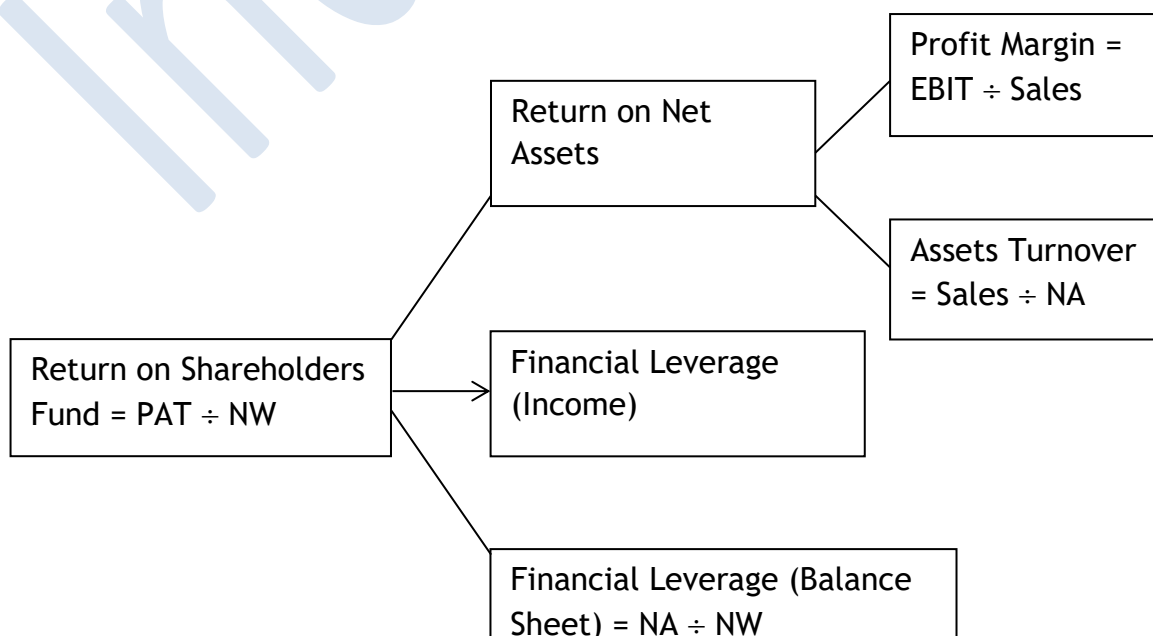 Profit Margin =
EBIT ÷ Sales
Return on Net
Assets
Assets Turnover
= Sales ÷ NA
Return on Shareholders
Fund = PAT ÷ NW
Financial Leverage
(Income)
Financial Leverage (Balance
Sheet) = NA ÷ NW